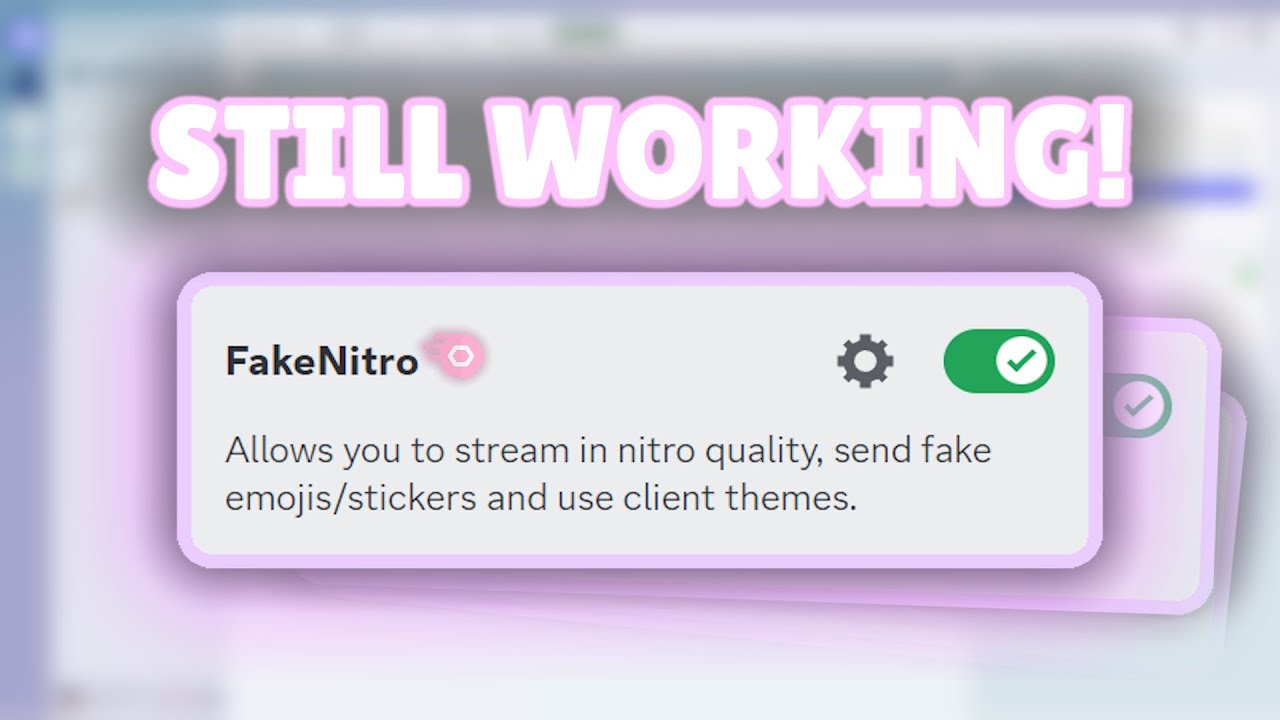 STILL WORKING!
FakeNitro
Allows you to stream in nitro quality, send fake
emojis/stickers and use client themes.